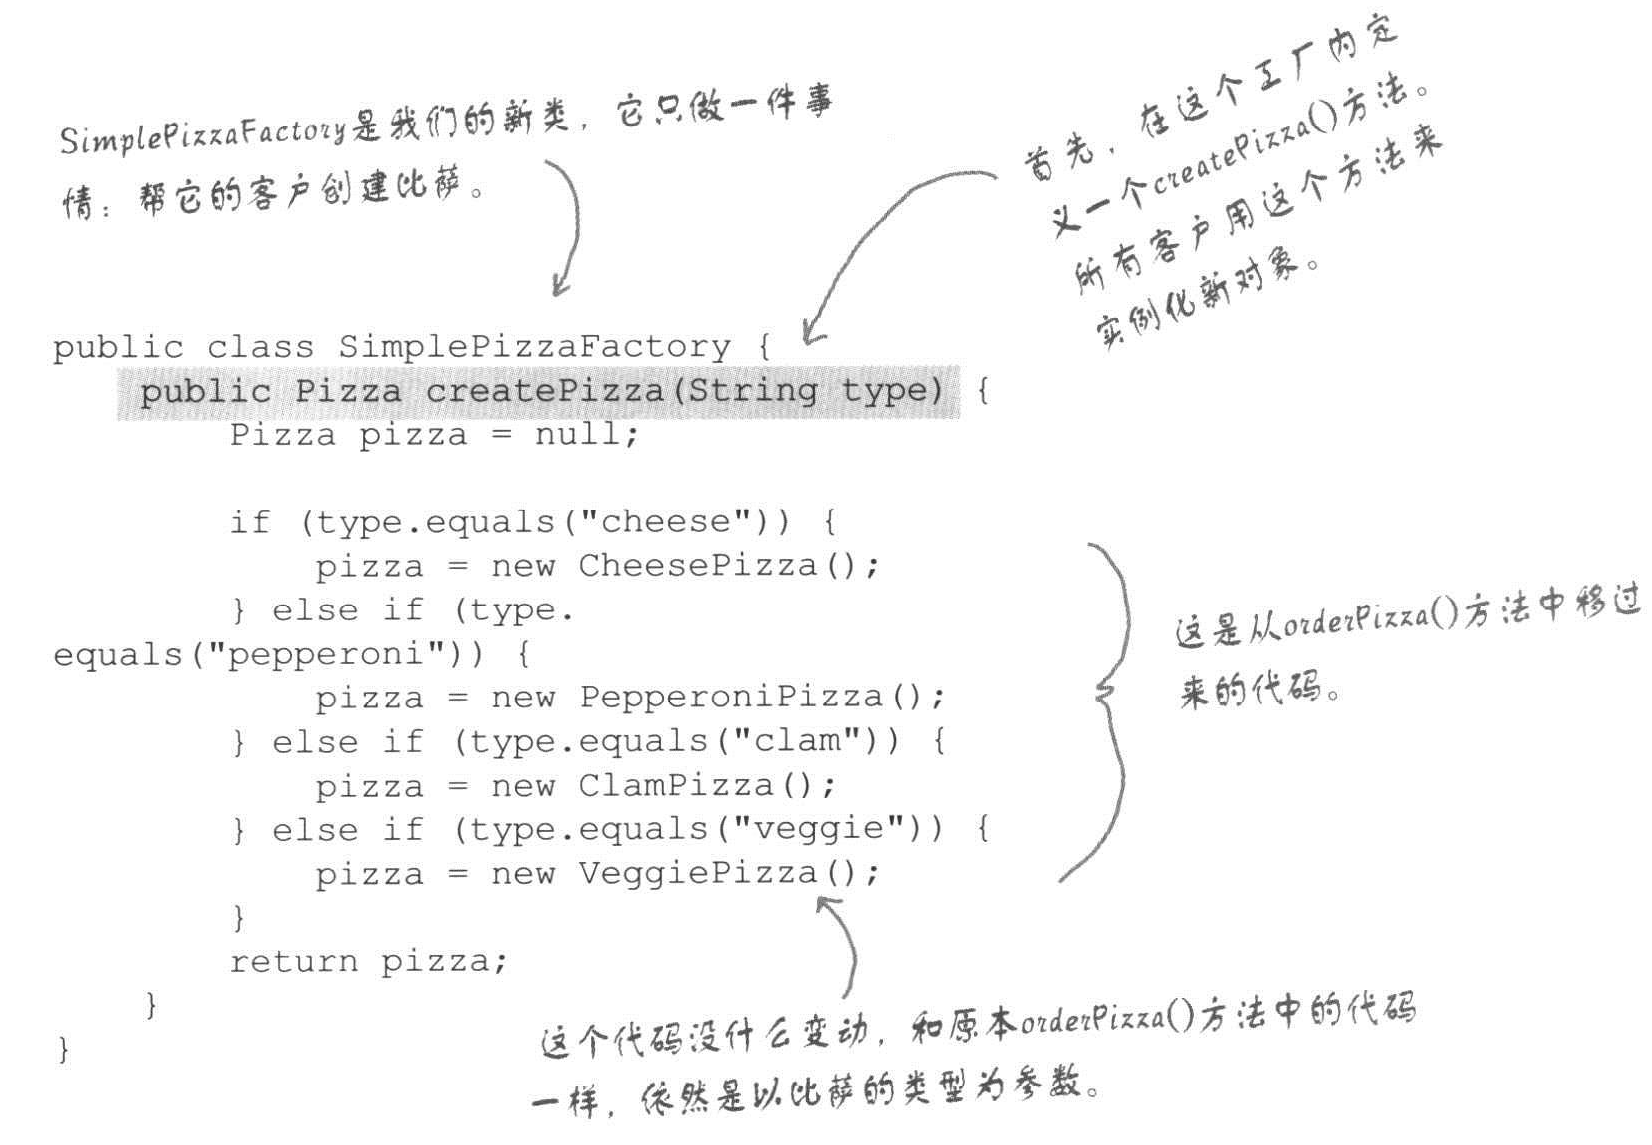 SimplePizzaFactory是我们的新类，它只做一件事
情：帮它的客户创建比萨。
首先，在这个工厂内定
义一个createPizza()方法。
所有客户用这个方法来
实例化新对象。
public class SimplePizzaFactory {
public Pizza createPizza(String type) {
Pizza pizza = null;
if (type.equals("cheese")) {
pizza = new CheesePizza();
} else if (type.
equals("pepperoni")) {
pizza = new PepperoniPizza();
} else if (type.equals("clam")) {
pizza = new ClamPizza();
} else if (type.equals("veggie")) {
pizza = new VeggiePizza();
}
return pizza;
}
}
这是从orderPizza()方法中移过
来的代码。
这个代码没什么变动，和原本orderPizza()方法中的代码
一样，依然是以比萨的类型为参数。